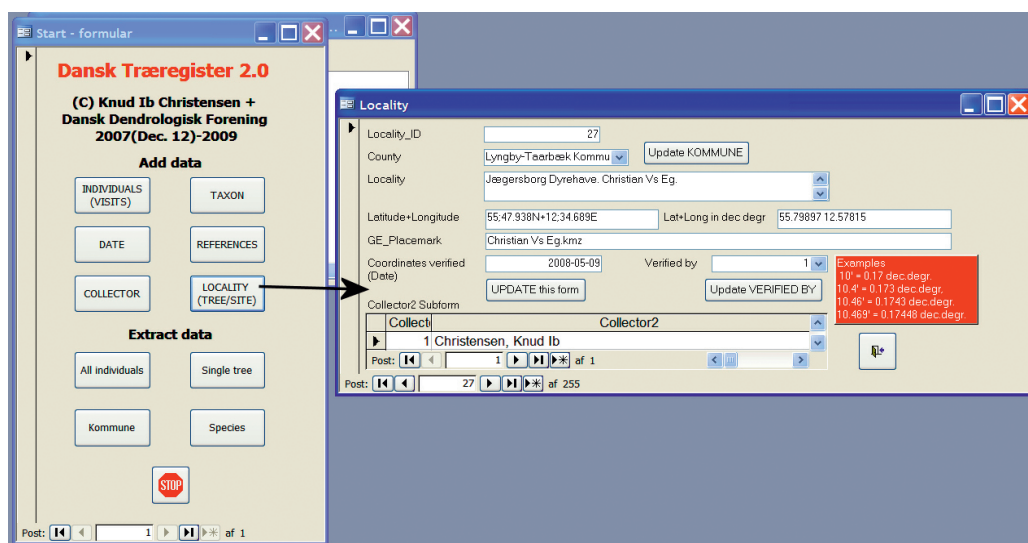 Start - formular
Dansk Træregister 2.0
(C) Knud Ib Christensen +
Dansk Dendrologisk Forening
2007(Dec. 12)-2009
Add data
INDIVIDUALS
(VISITS)
TAXON
DATE
REFERENCES
COLLECTOR
LOCALITY
(TREE/SITE)
Extract data
All individuals
Single tree
Kommune
Species
STOP
Post: 1 af 1
Locality
Locality_ID 27
County Lyngby-Taarbæk Kommu Update KOMMUNE
Locality Jægersborg Dyrehave. Christian Vs Eg.
Latitude+Longitude 55;47.938N+12;34.689E Lat+Long in dec degr 55.79897 12.57815
GE_Placemark Christian Vs Eg.kmz
Coordinates verified
(Date) 2008-05-09 Verified by 1
UPDATE this form Update VERIFIED BY
Examples
10' = 0.17 dec.degr.
10.4' = 0.173 dec.degr,
10.46' = 0.1743 dec.degr.
10.469' = 0.17448 dec.degr.
Collector2 Subform
Collect Collector2
1 Christensen, Knud Ib
Post: 1 af 1
Post: 27 af 255